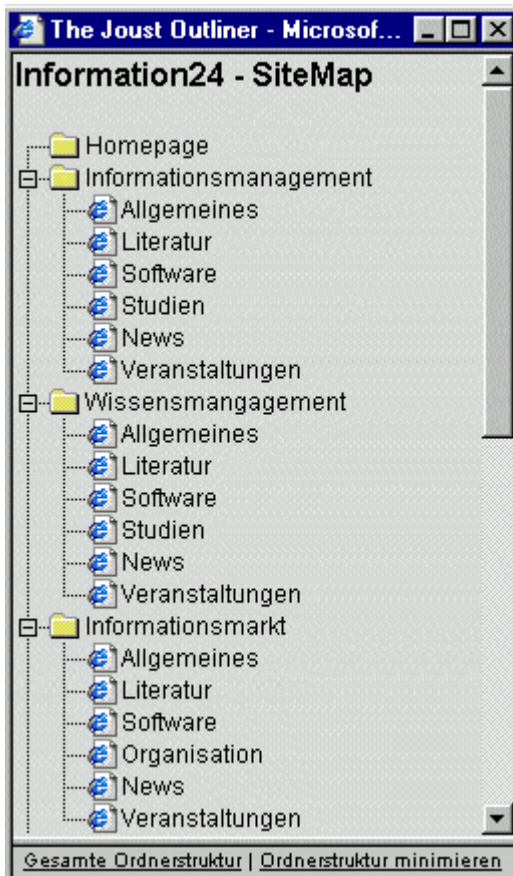 The Joust Outliner - Microsof...
Information24 - SiteMap
Homepage
Informationsmanagement
Allgemeines
Literatur
Software
Studien
News
Veranstaltungen
Wissensmangagement
Allgemeines
Literatur
Software
Studien
News
Veranstaltungen
Informationsmarkt
Allgemeines
Literatur
Software
Organisation
News
Veranstaltungen
Gesamte Ordnerstruktur | Ordnerstruktur minimieren